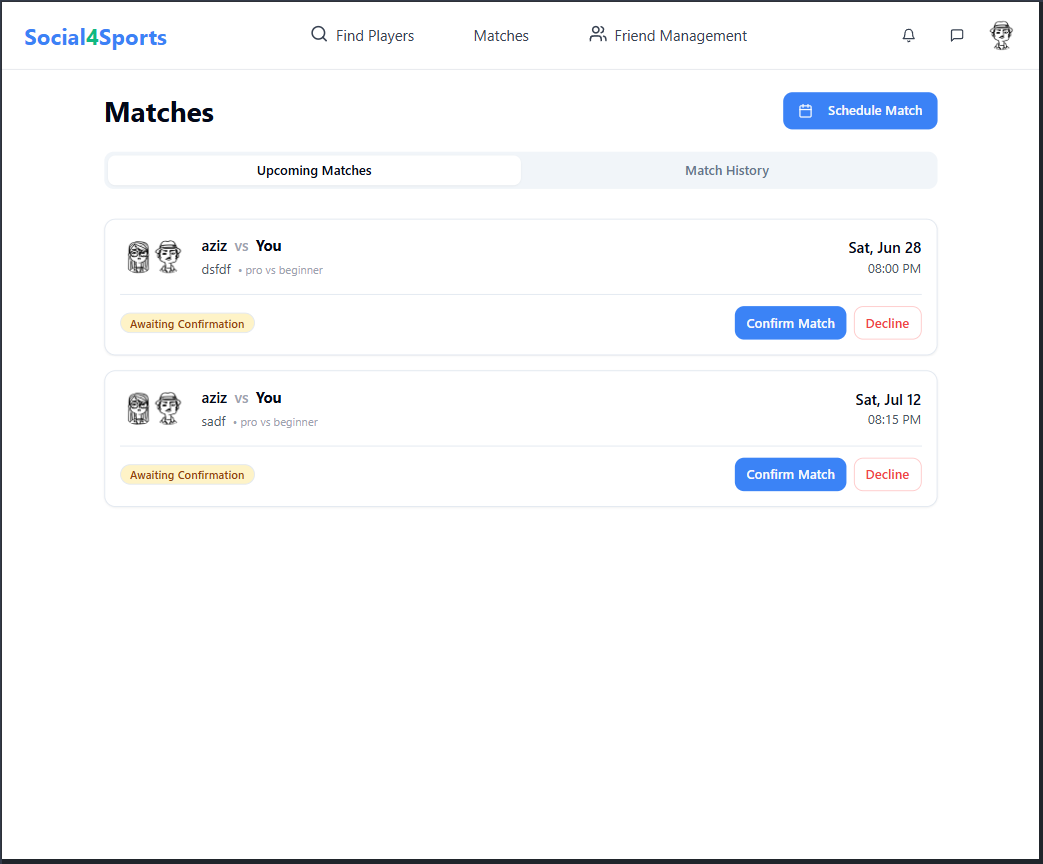 Social4Sports
Find Players
Matches
Friend Management
Matches
Schedule Match
Upcoming Matches
Match History
aziz vs You
dsfdf • pro vs beginner
Sat, Jun 28
08:00 PM
Awaiting Confirmation
Confirm Match
Decline
aziz vs You
sadf • pro vs beginner
Sat, Jul 12
08:15 PM
Awaiting Confirmation
Confirm Match
Decline